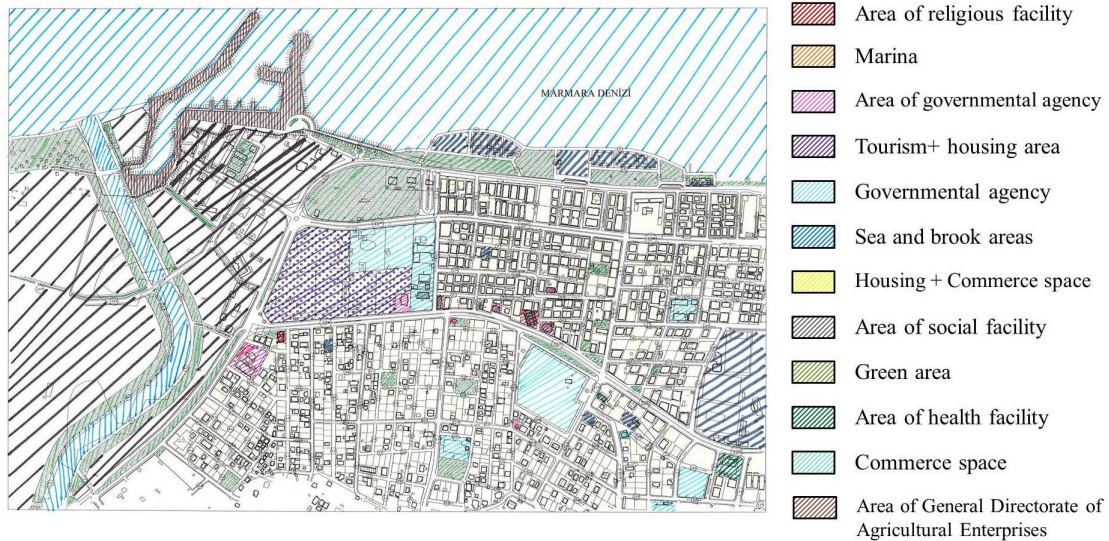 MARMARA DENİZİ
Area of religious facility
Marina
Area of governmental agency
Tourism+ housing area
Governmental agency
Sea and brook areas
Housing + Commerce space
Area of social facility
Green area
Area of health facility
Commerce space
Area of General Directorate of
Agricultural Enterprises